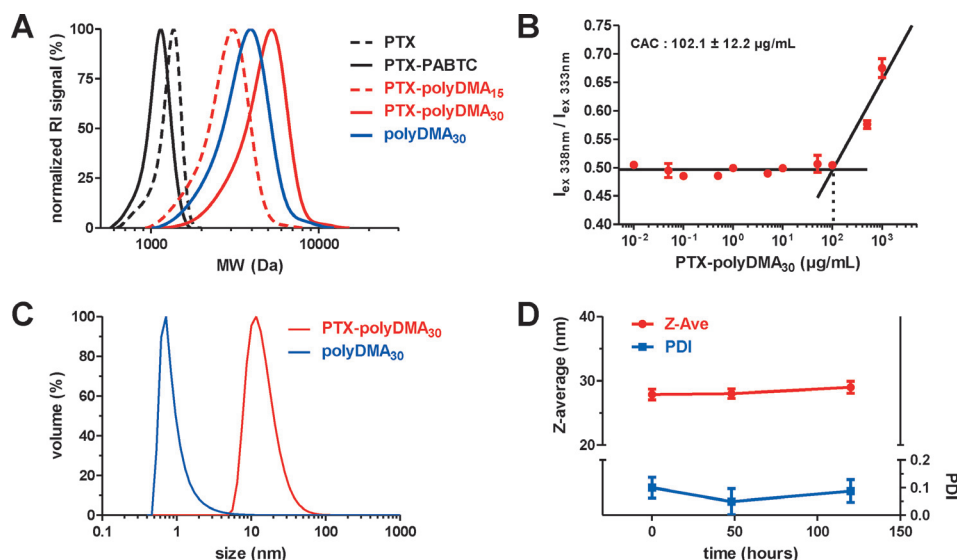 A
normalized RI signal (%)
100
75
50
25
0
1000
10000
MW (Da)
PTX
PTX-PABTC
PTX-polyDMA₁₅
PTX-polyDMA₃₀
polyDMA₃₀
B
I ex 338nm / I ex 333nm
0.75
0.70
0.65
0.60
0.55
0.50
0.45
0.40
CAC : 102.1 ± 12.2 µg/mL
10⁻² 10⁻¹ 10⁰ 10¹ 10² 10³
PTX-polyDMA₃₀ (µg/mL)
C
volume (%)
100
80
60
40
20
0
0.1 1 10 100 1000
size (nm)
PTX-polyDMA₃₀
polyDMA₃₀
D
Z-average (nm)
40
30
20
Z-Ave
PDI
0.2
0.1
0.0
PDI
0 50 100 150
time (hours)